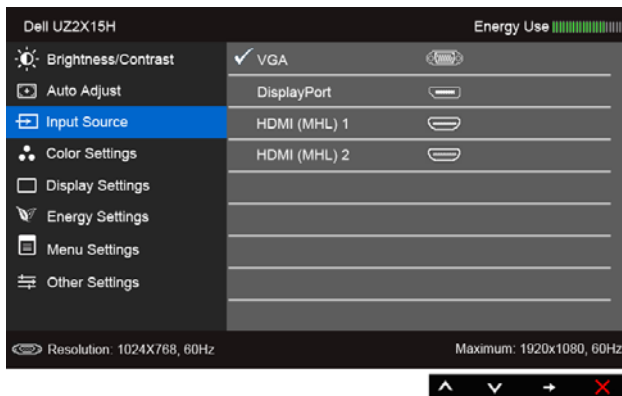 Dell UZ2X15H Energy Use
Brightness/Contrast VGA
Auto Adjust DisplayPort
Input Source HDMI (MHL) 1
Color Settings HDMI (MHL) 2
Display Settings
Energy Settings
Menu Settings
Other Settings
Resolution: 1024X768, 60Hz Maximum: 1920x1080, 60Hz